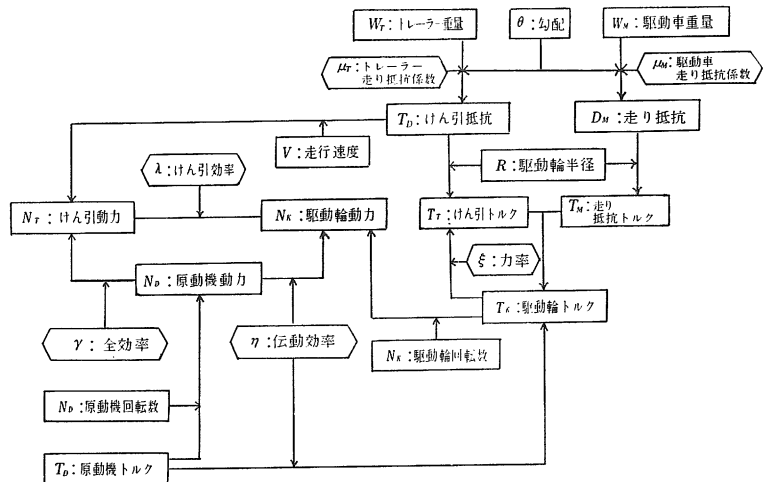 W_T：トレーラー重量
θ：勾配
W_M：駆動車重量
μ_T：トレーラー
走り抵抗係数
μ_M：駆動車
走り抵抗係数
T_D：けん引抵抗
D_M：走り抵抗
V：走行速度
R：駆動輪半径
λ：けん引効率
N_T：けん引動力
N_K：駆動輪動力
T_T：けん引トルク
T_M：走り
抵抗トルク
N_D：原動機動力
ξ：力率
T_K：駆動輪トルク
γ：全効率
η：伝動効率
N_K：駆動輪回転数
N_D：原動機回転数
T_D：原動機トルク